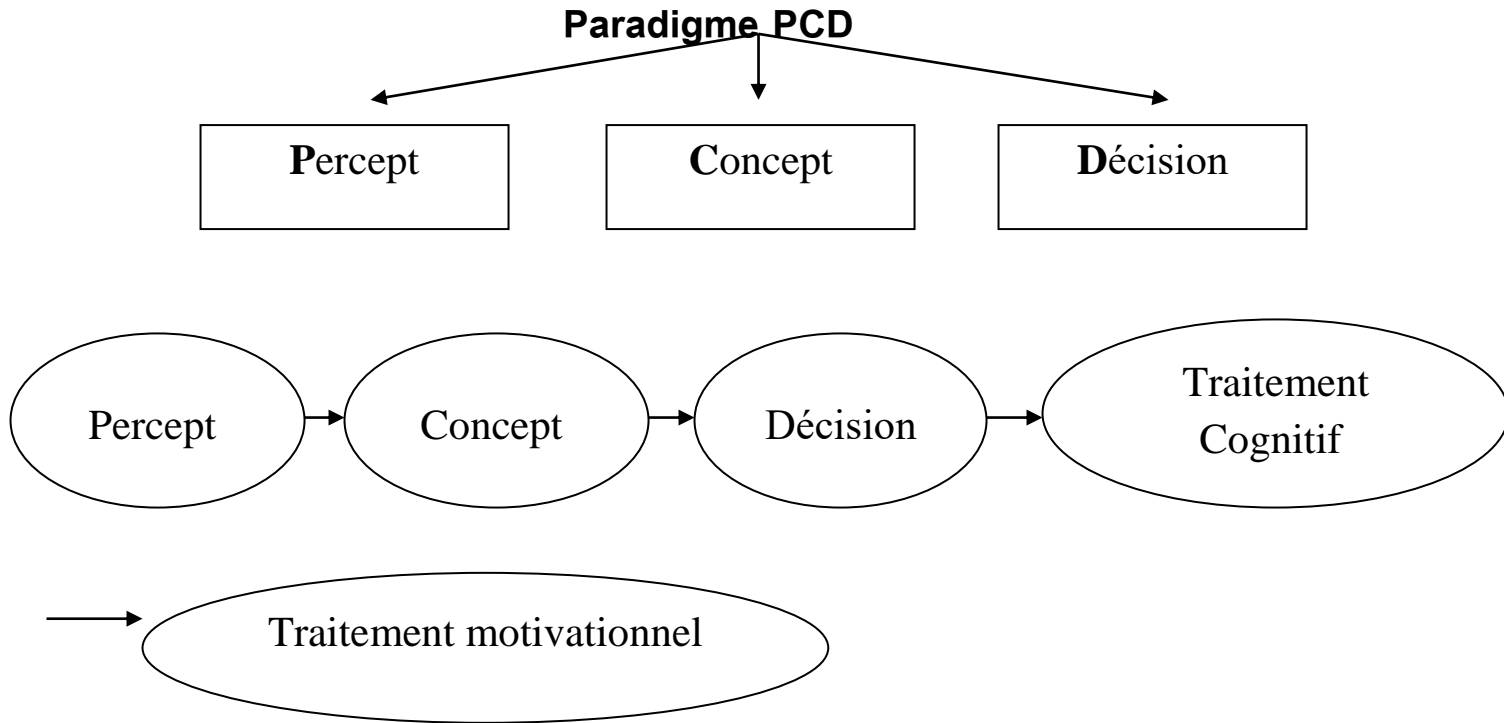 Paradigme PCD
Percept
Concept
Décision
Percept
Concept
Décision
Traitement
Cognitif
Traitement motivationnel